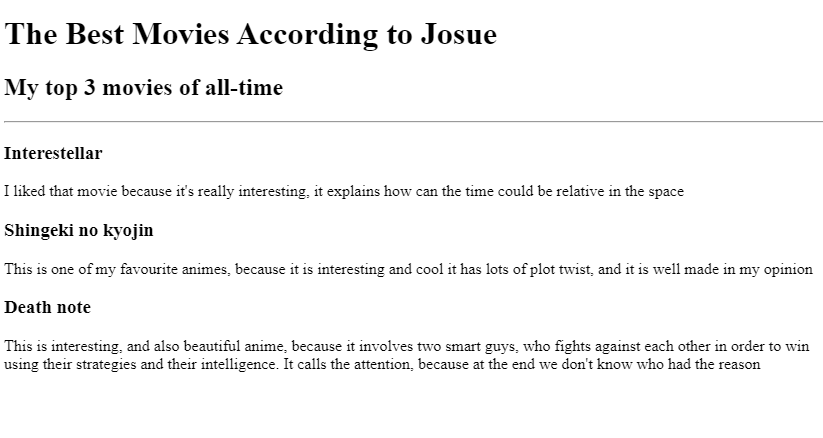 The Best Movies According to Josue
My top 3 movies of all-time
Interestellar
I liked that movie because it's really interesting, it explains how can the time could be relative in the space
Shingeki no kyojin
This is one of my favourite animes, because it is interesting and cool it has lots of plot twist, and it is well made in my opinion
Death note
This is interesting, and also beautiful anime, because it involves two smart guys, who fights against each other in order to win
using their strategies and their intelligence. It calls the attention, because at the end we don't know who had the reason